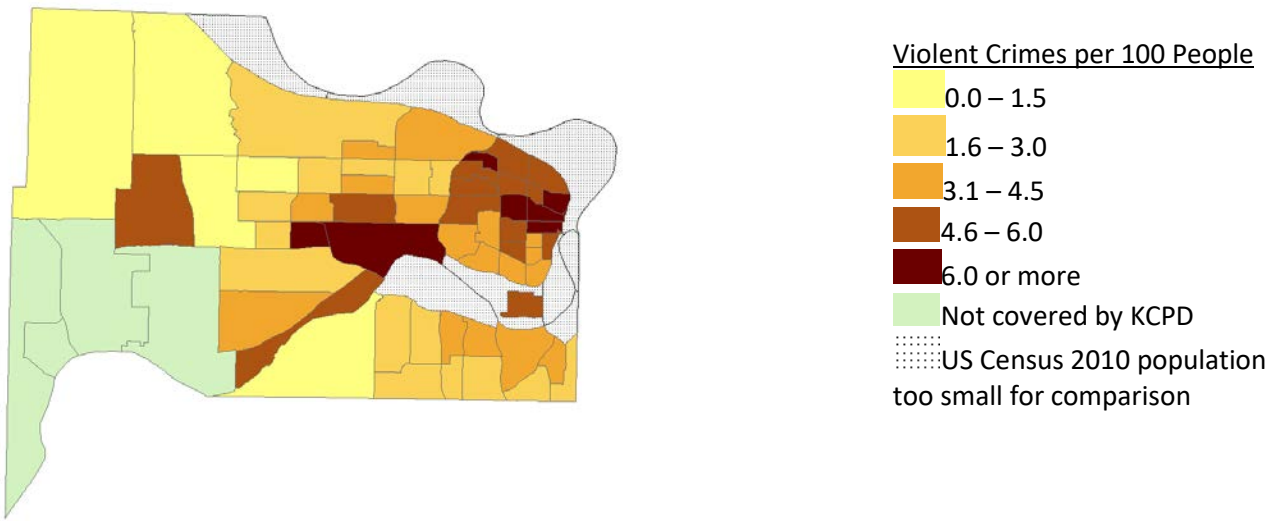 Violent Crimes per 100 People
0.0 – 1.5
1.6 – 3.0
3.1 – 4.5
4.6 – 6.0
6.0 or more
Not covered by KCPD
US Census 2010 population
too small for comparison